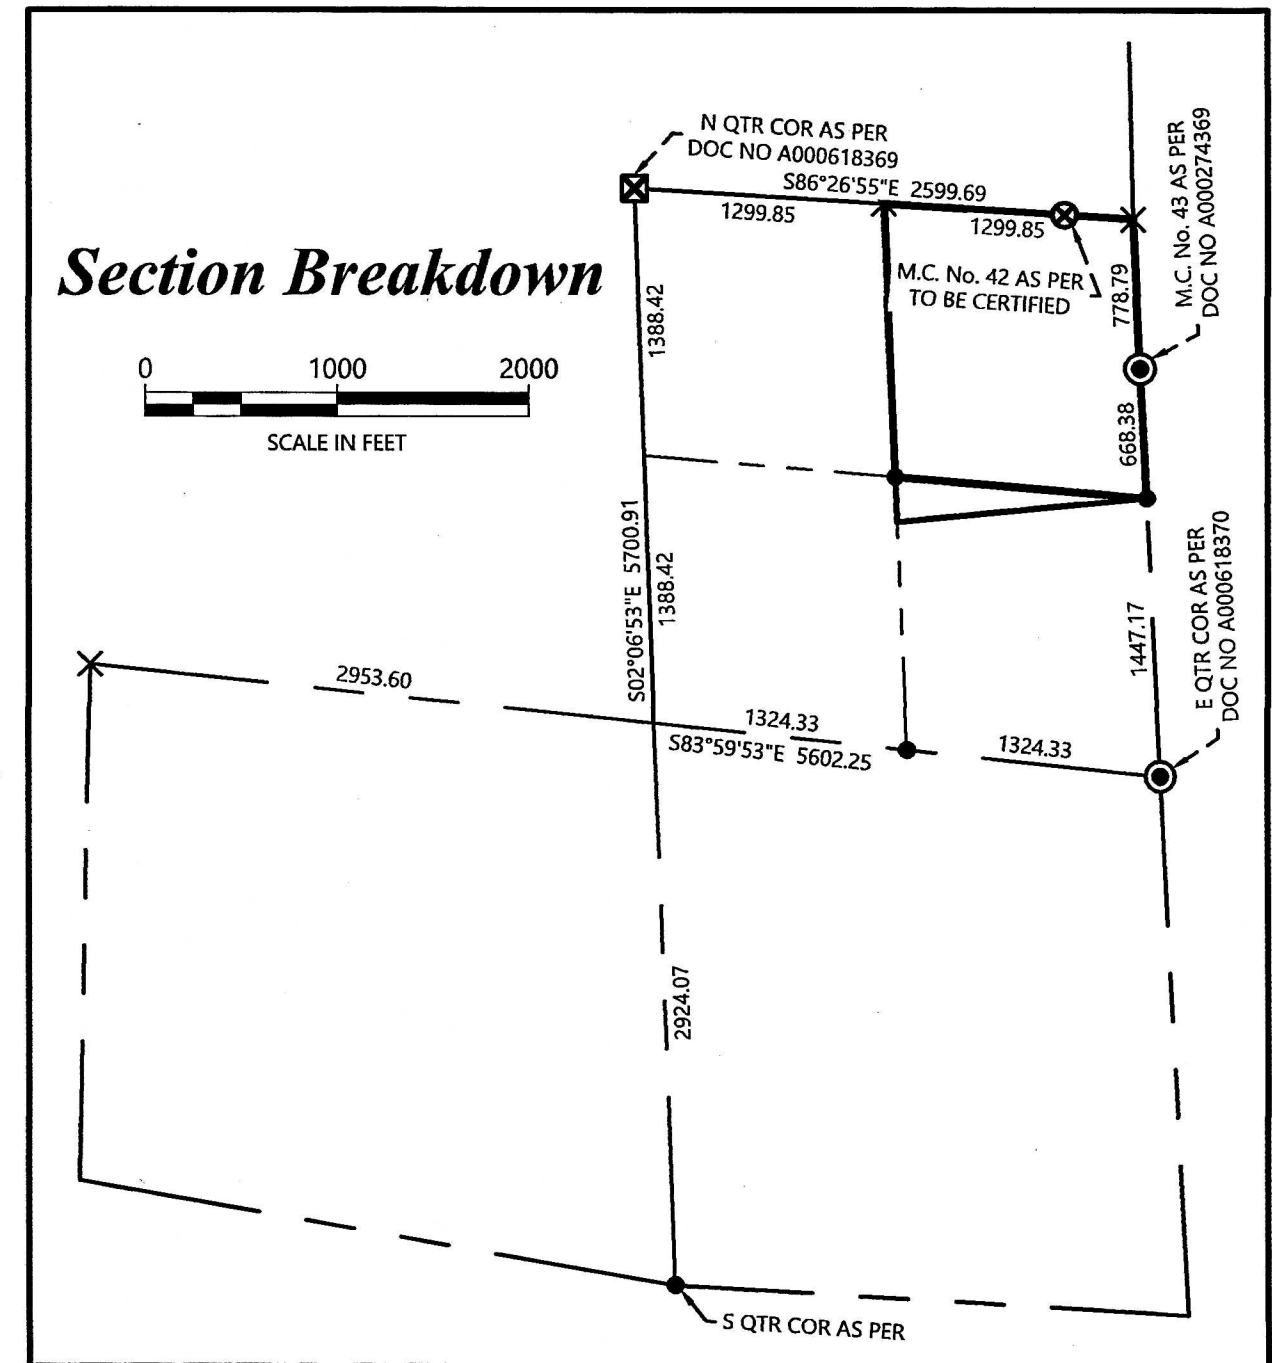 N QTR COR AS PER
DOC NO A000618369
S86°26'55"E 2599.69
1299.85
1299.85
M.C. No. 43 AS PER
DOC NO A000274369
Section Breakdown
M.C. No. 42 AS PER
TO BE CERTIFIED
778.79
1388.42
0 1000 2000
SCALE IN FEET
668.38
S02°06'53"E 5700.91
1388.42
E QTR COR AS PER
DOC NO A000618370
1447.17
2953.60
1324.33
S83°59'53"E 5602.25
1324.33
2924.07
S QTR COR AS PER